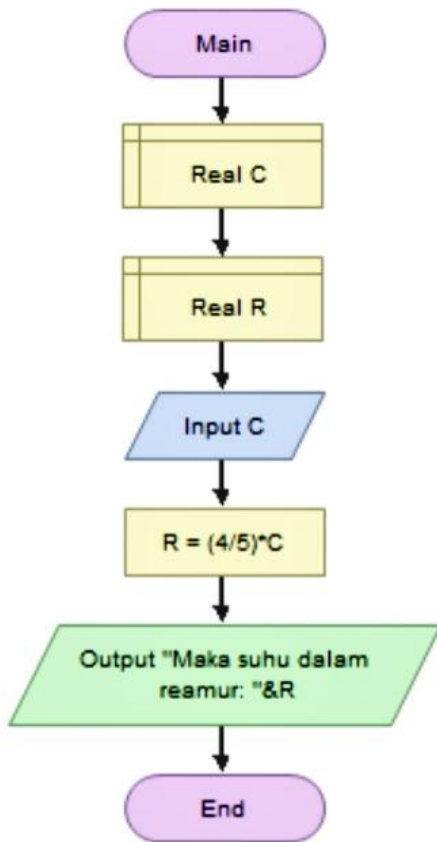 Main
Real C
Real R
Input C
R = (4/5)*C
Output "Maka suhu dalam
reamur: "&R
End